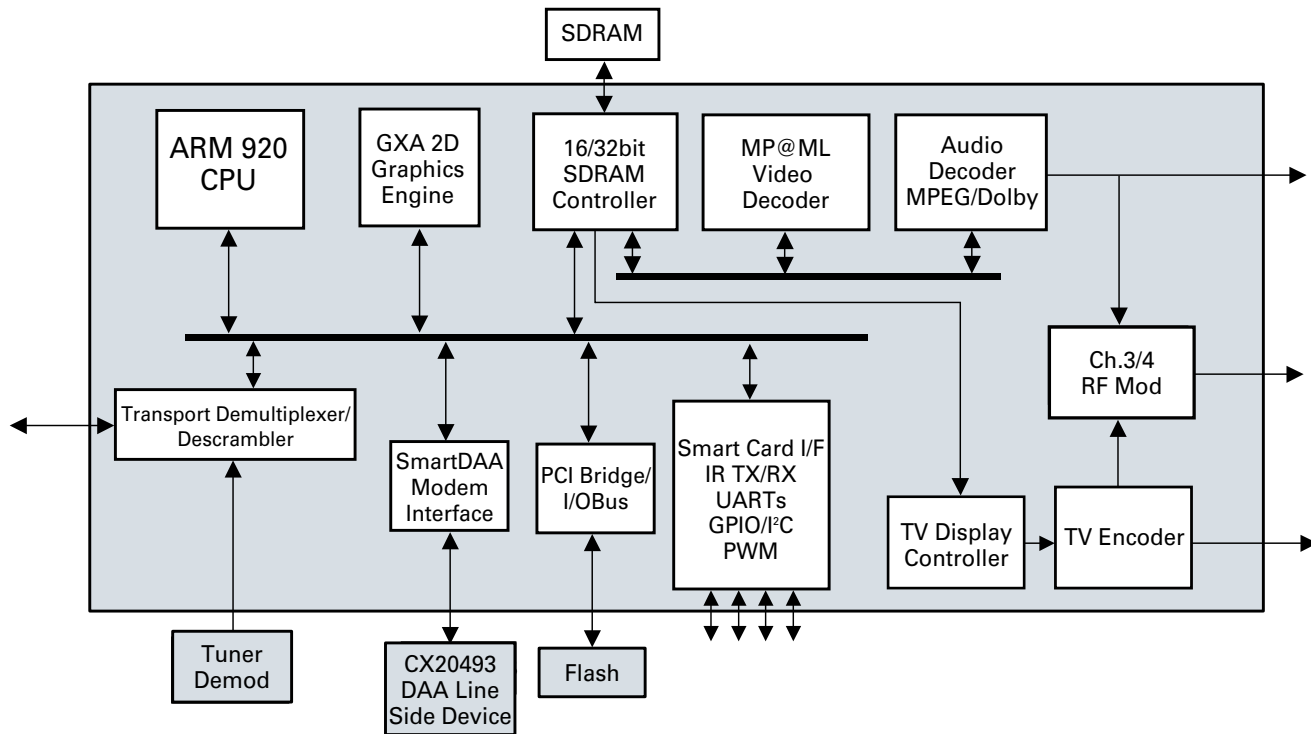 SDRAM
ARM 920
CPU
GXA 2D
Graphics
Engine
16/32bit
SDRAM
Controller
MP@ML
Video
Decoder
Audio
Decoder
MPEG/Dolby
Ch.3/4
RF Mod
Transport Demultiplexer/
Descrambler
SmartDAA
Modem
Interface
PCI Bridge/
I/OBus
Smart Card I/F
IR TX/RX
UARTs
GPIO/I²C
PWM
TV Display
Controller
TV Encoder
Tuner
Demod
CX20493
DAA Line
Side Device
Flash